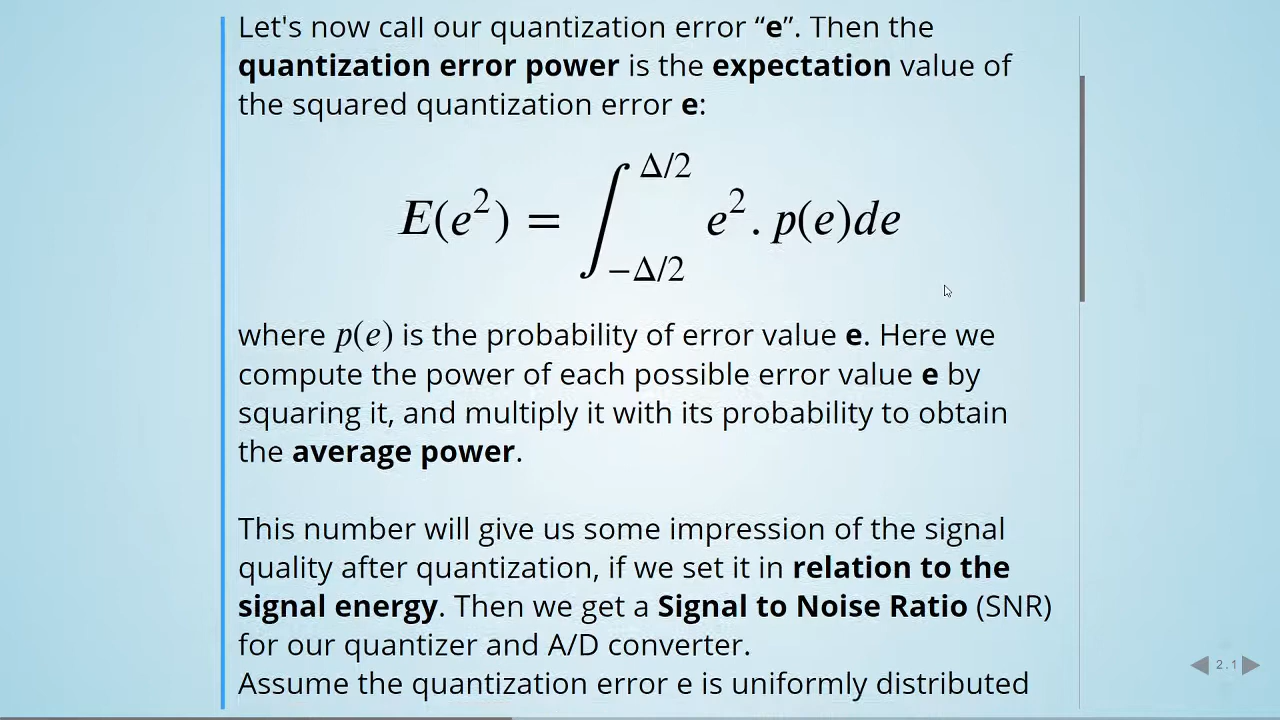 Let's now call our quantization error “e”. Then the
quantization error power is the expectation value of
the squared quantization error e:
E(e²) = ∫_{−Δ/2}^{Δ/2} e². p(e)de
where p(e) is the probability of error value e. Here we
compute the power of each possible error value e by
squaring it, and multiply it with its probability to obtain
the average power.
This number will give us some impression of the signal
quality after quantization, if we set it in relation to the
signal energy. Then we get a Signal to Noise Ratio (SNR)
for our quantizer and A/D converter.
Assume the quantization error e is uniformly distributed
2.1